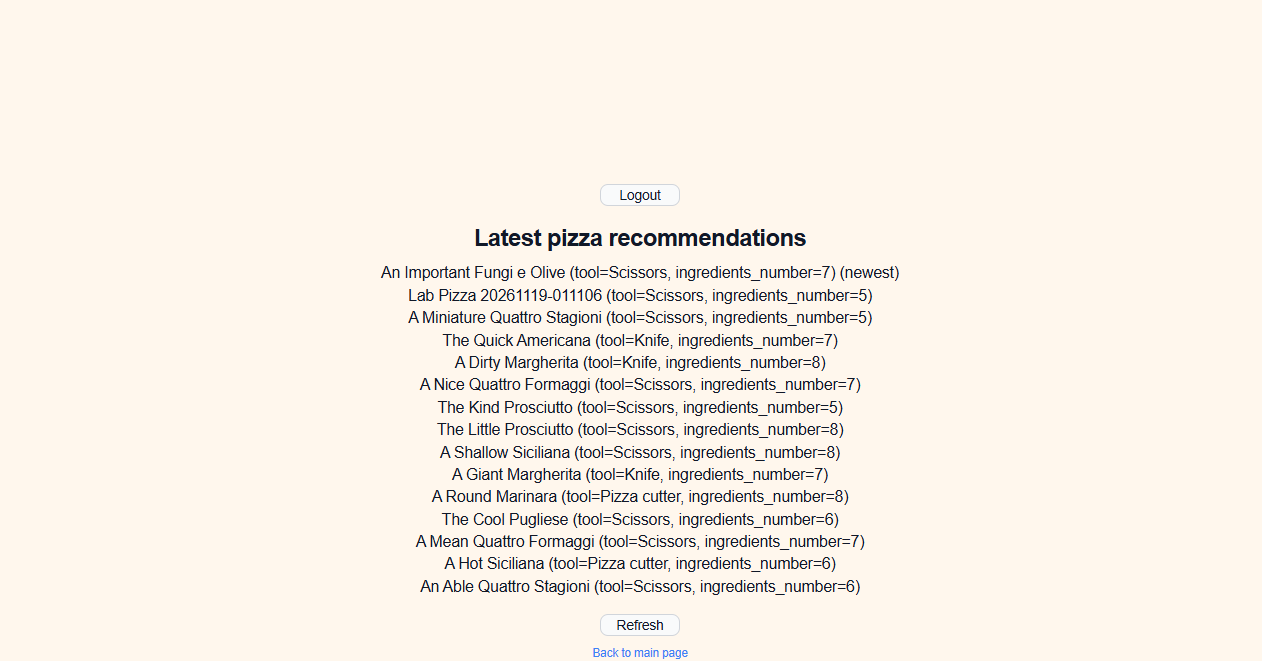 Logout
Latest pizza recommendations
An Important Fungi e Olive (tool=Scissors, ingredients_number=7) (newest)
Lab Pizza 20261119-011106 (tool=Scissors, ingredients_number=5)
A Miniature Quattro Stagioni (tool=Scissors, ingredients_number=5)
The Quick Americana (tool=Knife, ingredients_number=7)
A Dirty Margherita (tool=Knife, ingredients_number=8)
A Nice Quattro Formaggi (tool=Scissors, ingredients_number=7)
The Kind Prosciutto (tool=Scissors, ingredients_number=5)
The Little Prosciutto (tool=Scissors, ingredients_number=8)
A Shallow Siciliana (tool=Scissors, ingredients_number=8)
A Giant Margherita (tool=Knife, ingredients_number=7)
A Round Marinara (tool=Pizza cutter, ingredients_number=8)
The Cool Pugliese (tool=Scissors, ingredients_number=6)
A Mean Quattro Formaggi (tool=Scissors, ingredients_number=7)
A Hot Siciliana (tool=Pizza cutter, ingredients_number=6)
An Able Quattro Stagioni (tool=Scissors, ingredients_number=6)
Refresh
Back to main page